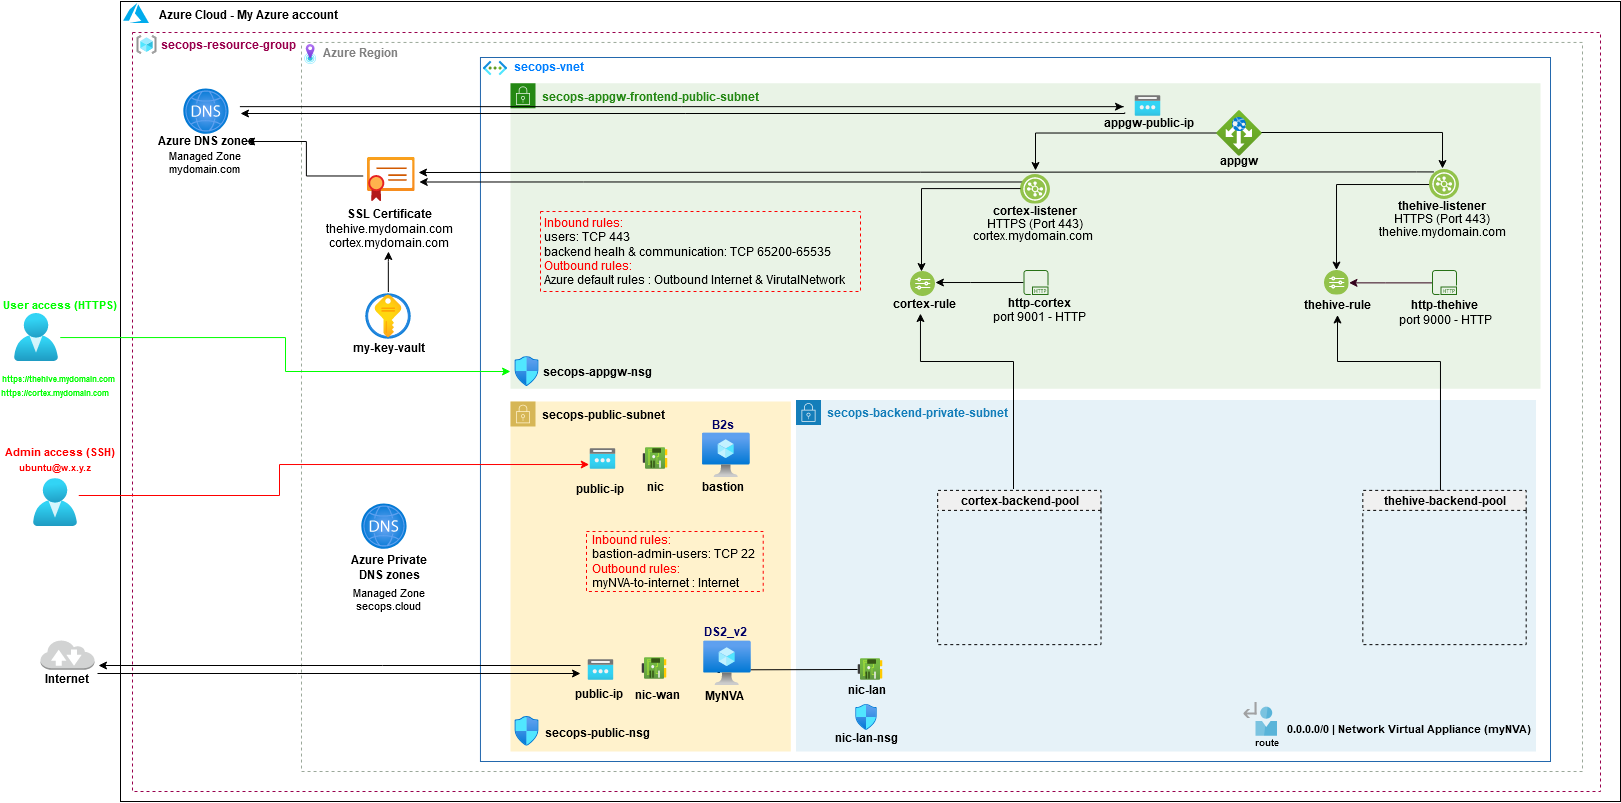 Azure Cloud - My Azure account
secops-resource-group
Azure Region
secops-vnet
secops-appgw-frontend-public-subnet
DNS
Azure DNS zones
Managed Zone
mydomain.com
appgw-public-ip
appgw
SSL Certificate
thehive.mydomain.com
cortex.mydomain.com
cortex-listener
HTTPS (Port 443)
cortex.mydomain.com
thehive-listener
HTTPS (Port 443)
thehive.mydomain.com
Inbound rules:
users: TCP 443
backend healh & communication: TCP 65200-65535
Outbound rules:
Azure default rules : Outbound Internet & VirutalNetwork
cortex-rule
HTTP
http-cortex
port 9001 - HTTP
thehive-rule
HTTP
http-thehive
port 9000 - HTTP
my-key-vault
User access (HTTPS)
https://thehive.mydomain.com
https://cortex.mydomain.com
secops-appgw-nsg
secops-public-subnet
secops-backend-private-subnet
Admin access (SSH)
ubuntu@w.x.y.z
B2s
public-ip
nic
bastion
cortex-backend-pool
thehive-backend-pool
DNS
Azure Private
DNS zones
Managed Zone
secops.cloud
Inbound rules:
bastion-admin-users: TCP 22
Outbound rules:
myNVA-to-internet : Internet
Internet
DS2_v2
public-ip
nic-wan
MyNVA
nic-lan
secops-public-nsg
nic-lan-nsg
route
0.0.0.0/0 | Network Virtual Appliance (myNVA)